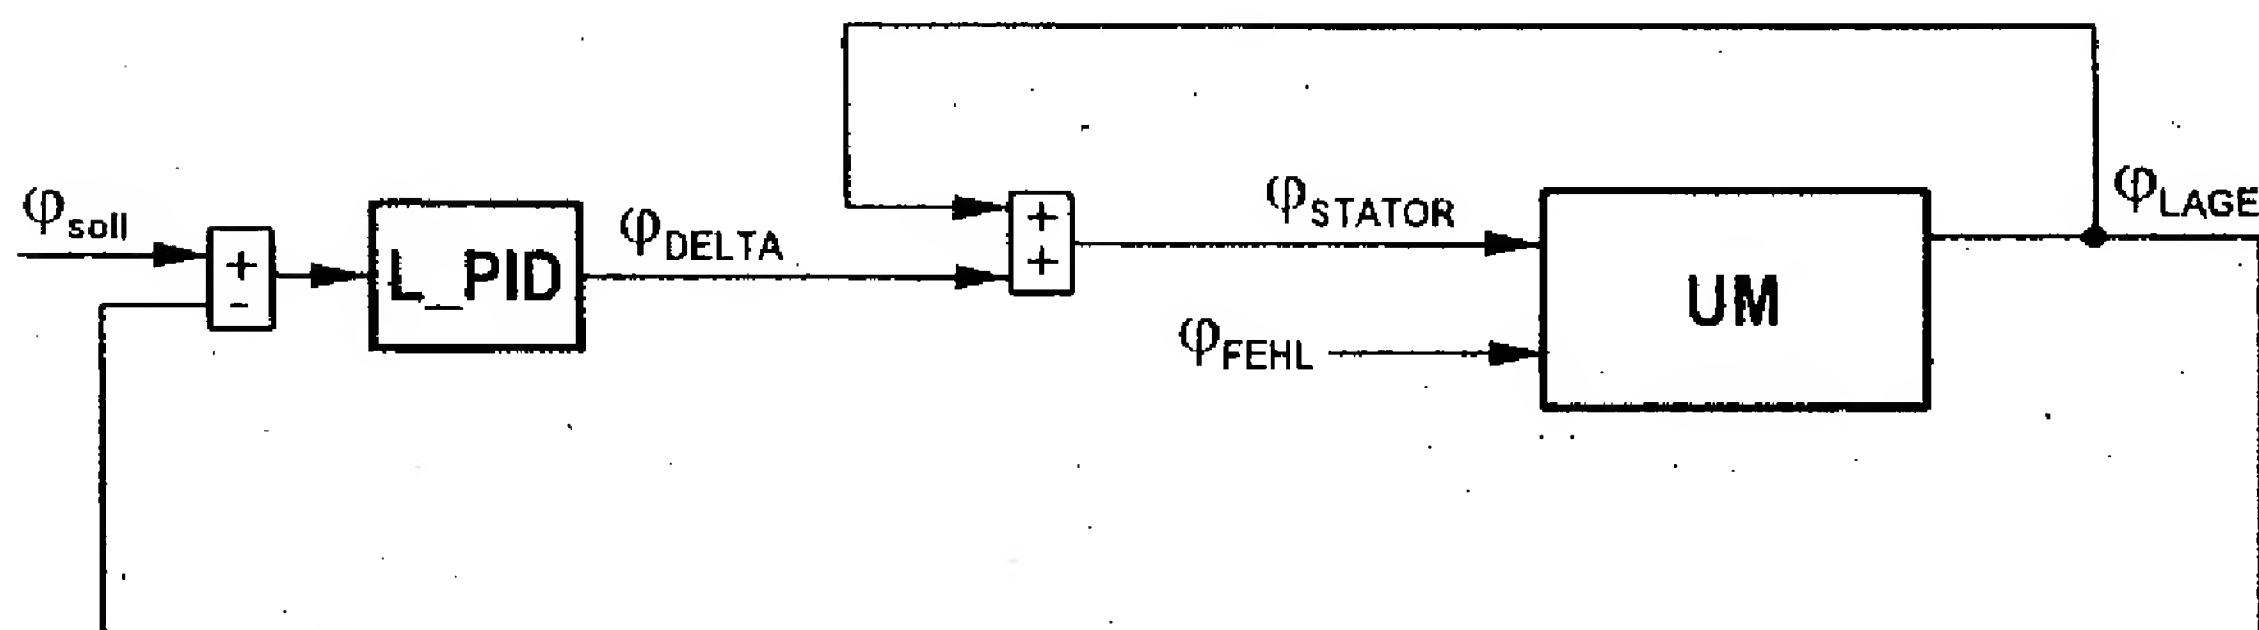 φsoll
+
-
L_PID
φDELTA
+
+
φSTATOR
φFEHL
UM
φLAGE